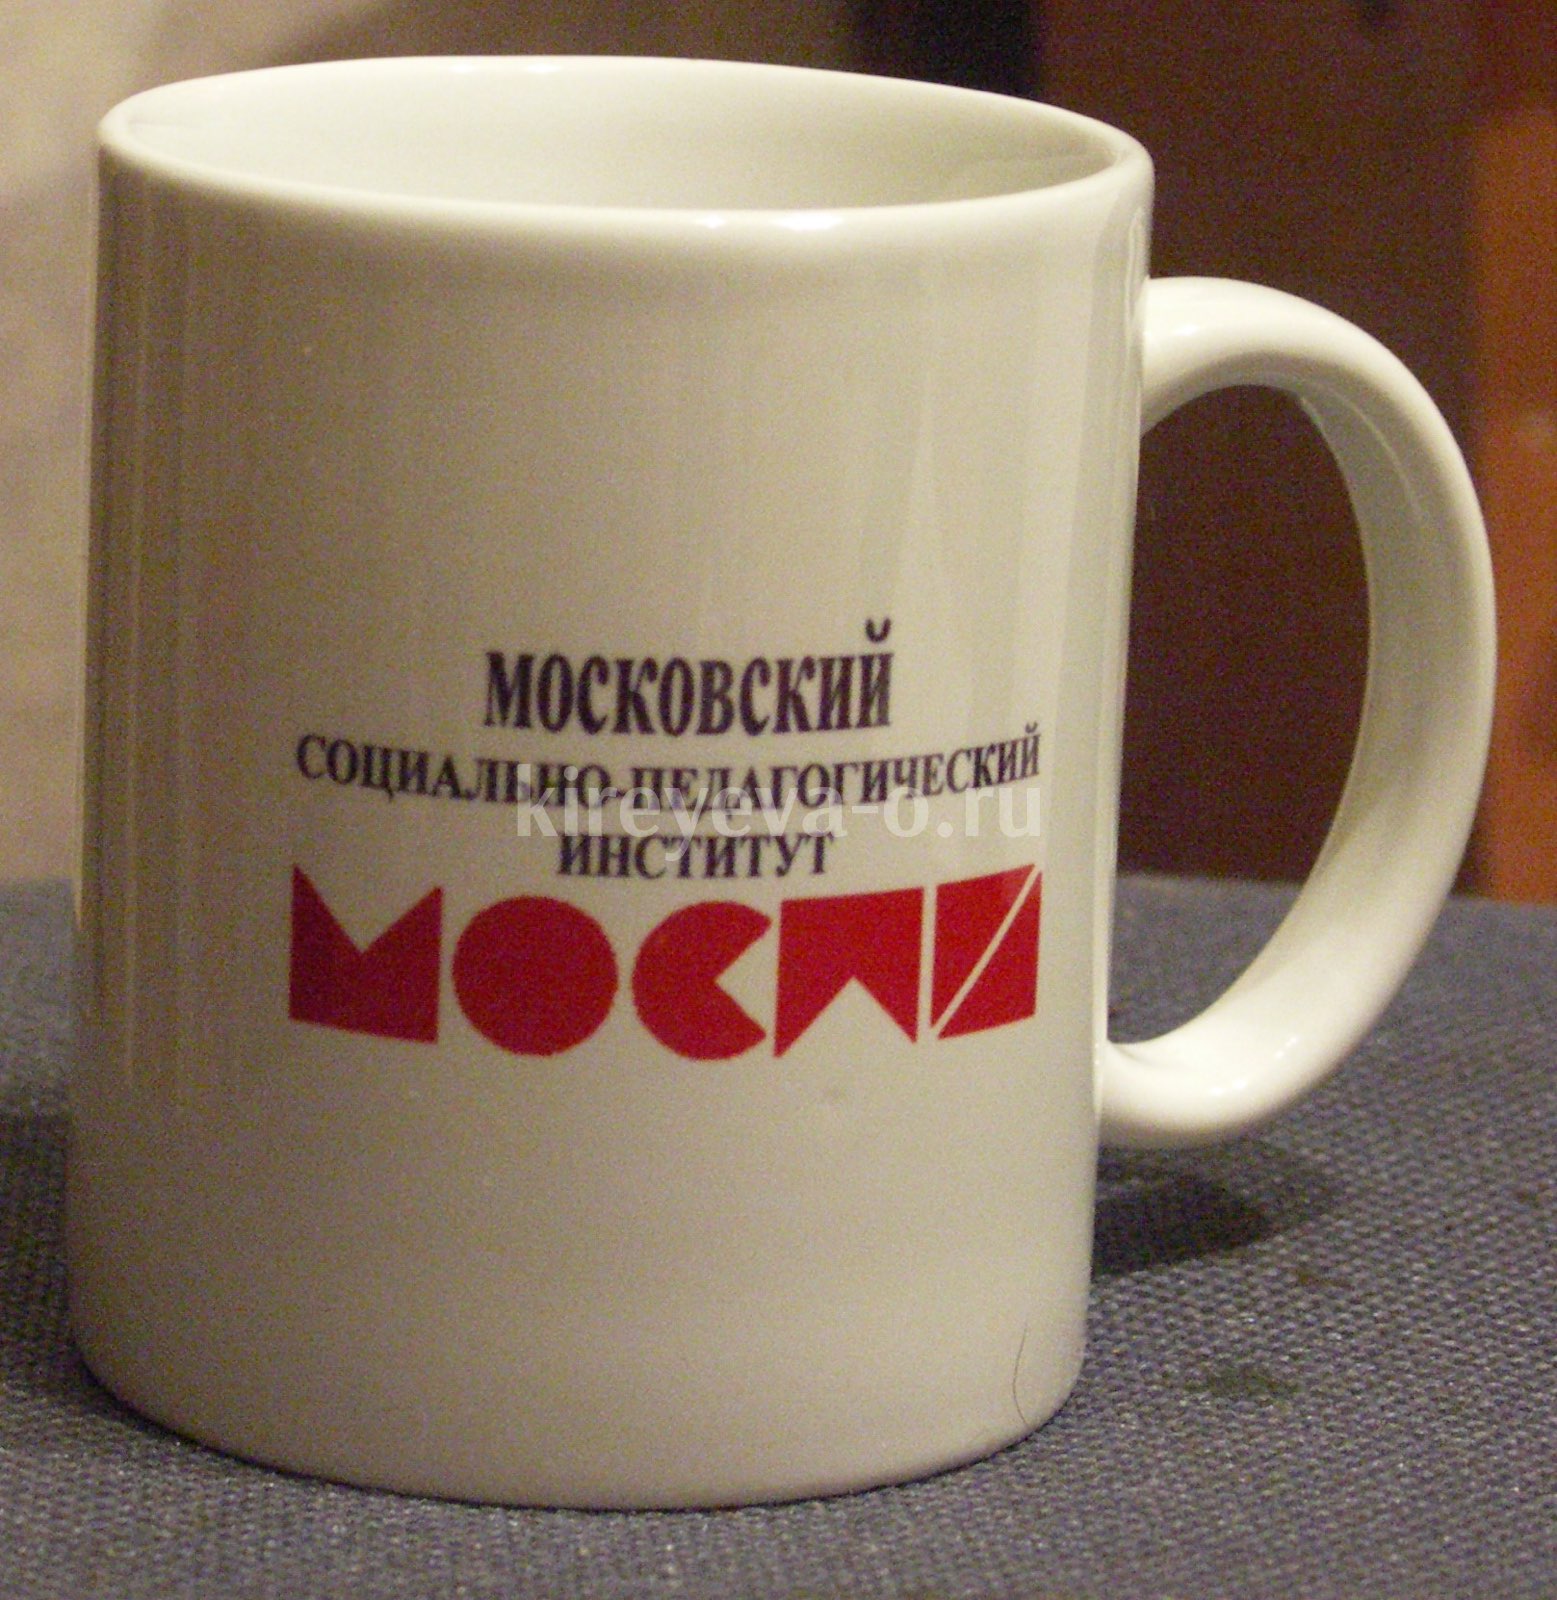 МОСКОВСКИЙ
СОЦИАЛЬНО-ПЕДАГОГИЧЕСКИЙ
kireyeva-o.ru
ИНСТИТУТ
МОСПИ